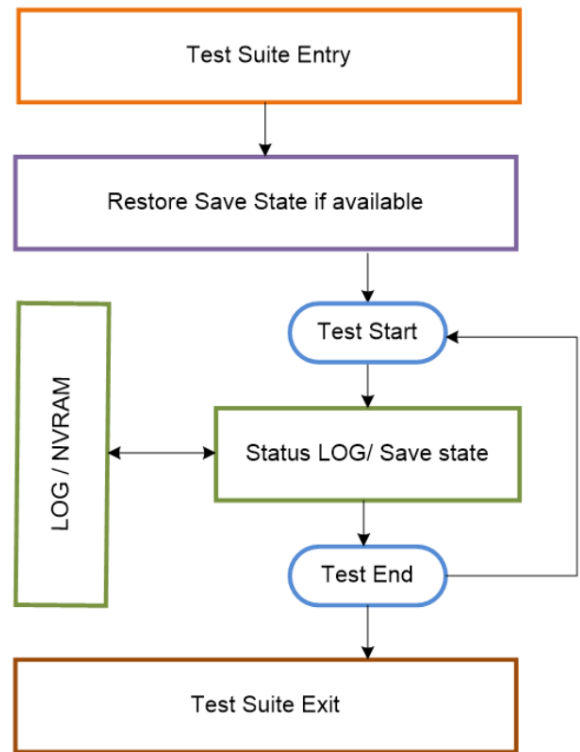 Test Suite Entry
Restore Save State if available
Test Start
LOG / NVRAM
Status LOG/ Save state
Test End
Test Suite Exit